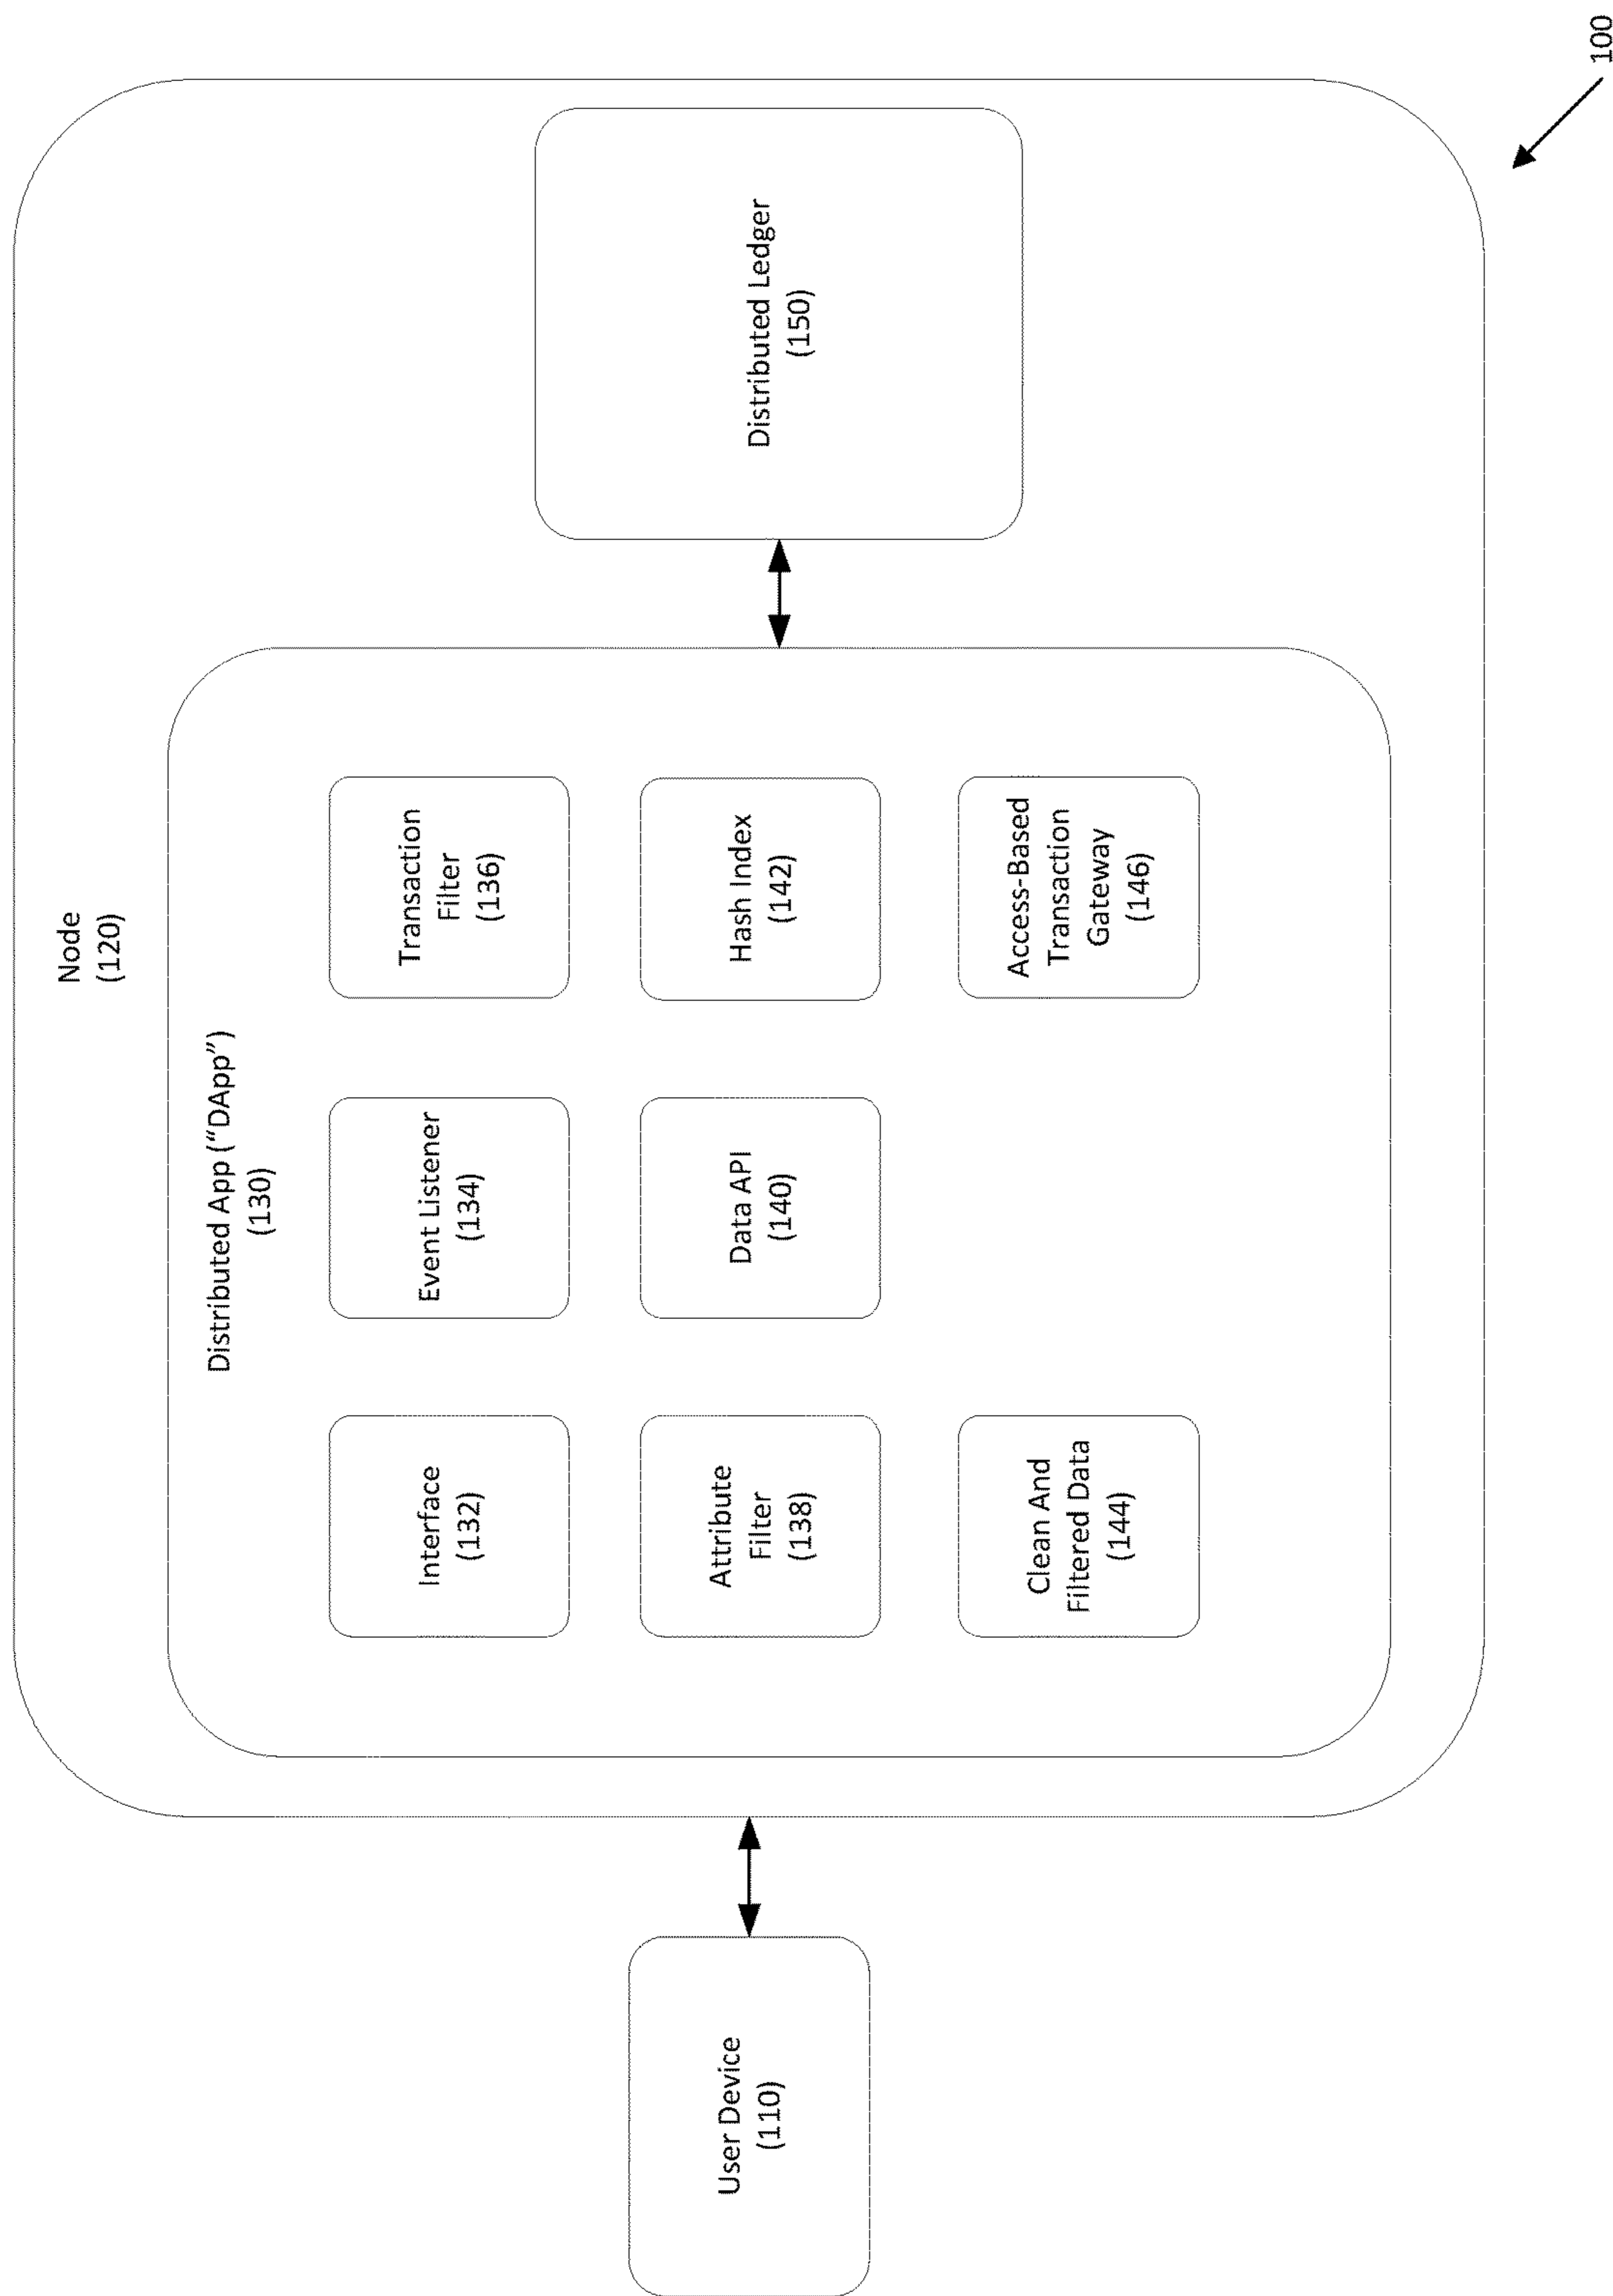 Node
(120)
Distributed App ("DApp")
(130)
Interface
(132)
Event Listener
(134)
Transaction
Filter
(136)
Attribute
Filter
(138)
Data API
(140)
Hash Index
(142)
Clean And
Filtered Data
(144)
Access-Based
Transaction
Gateway
(146)
User Device
(110)
Distributed Ledger
(150)
100